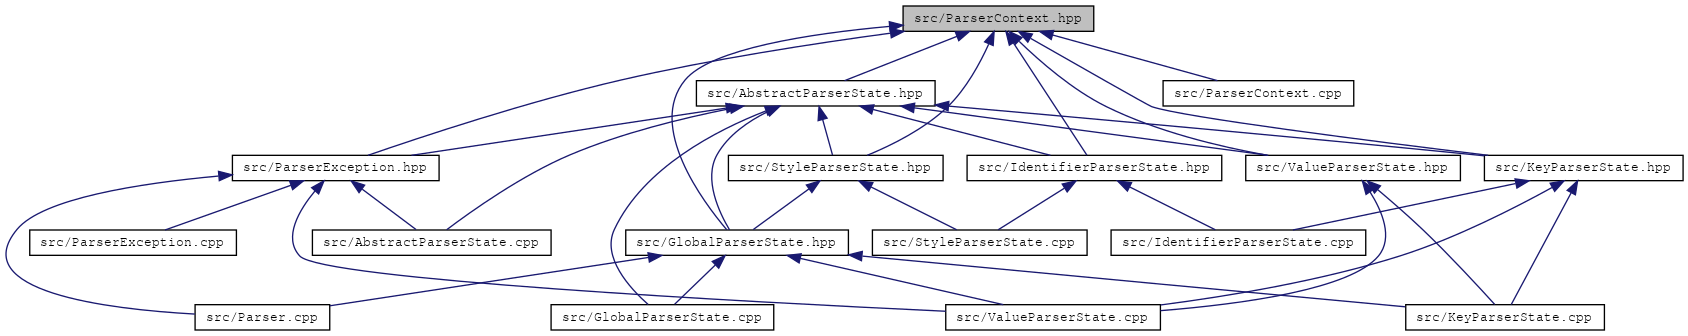 src/ParserContext.hpp
src/AbstractParserState.hpp
src/ParserContext.cpp
src/ParserException.hpp
src/StyleParserState.hpp
src/IdentifierParserState.hpp
src/ValueParserState.hpp
src/KeyParserState.hpp
src/ParserException.cpp
src/AbstractParserState.cpp
src/GlobalParserState.hpp
src/StyleParserState.cpp
src/IdentifierParserState.cpp
src/Parser.cpp
src/GlobalParserState.cpp
src/ValueParserState.cpp
src/KeyParserState.cpp